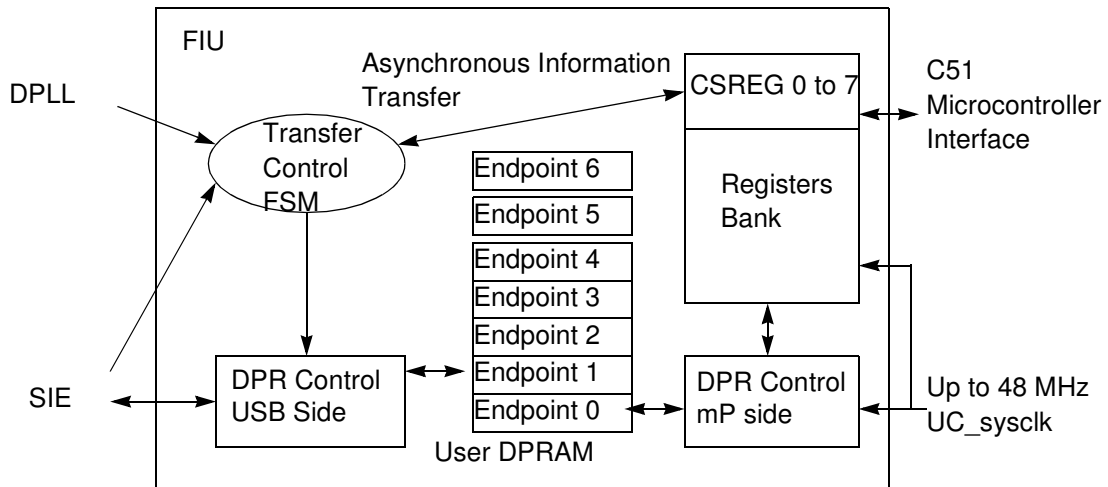 FIU
DPLL
Asynchronous Information
Transfer
CSREG 0 to 7
C51
Microcontroller
Interface
Transfer
Control
FSM
Endpoint 6
Endpoint 5
Endpoint 4
Endpoint 3
Endpoint 2
Endpoint 1
Endpoint 0
User DPRAM
Registers
Bank
SIE
DPR Control
USB Side
DPR Control
mP side
Up to 48 MHz
UC_sysclk